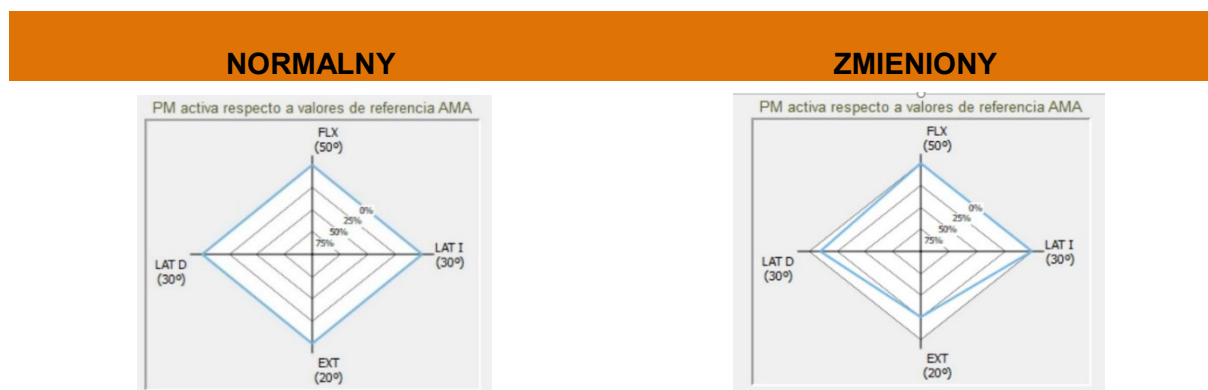 NORMALNY
ZMIENIONY
PM activa respecto a valores de referencia AMA
FLX
(50º)
0%
25%
50%
75%
LAT I
(30º)
LAT D
(30º)
EXT
(20º)
PM activa respecto a valores de referencia AMA
FLX
(50º)
0%
25%
50%
75%
LAT I
(30º)
LAT D
(30º)
EXT
(20º)